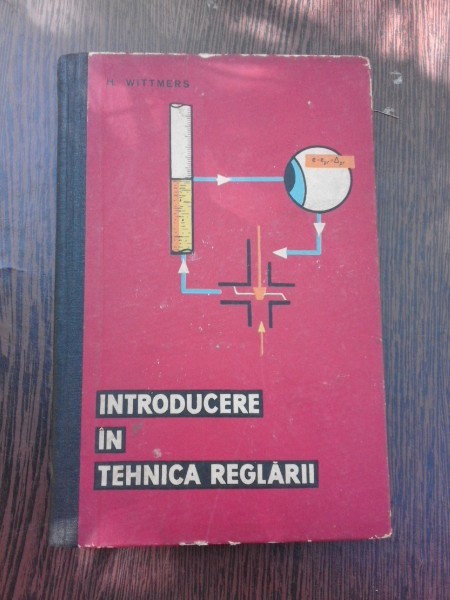 H. WITTMERS
INTRODUCERE
ÎN
TEHNICA REGLĂRII